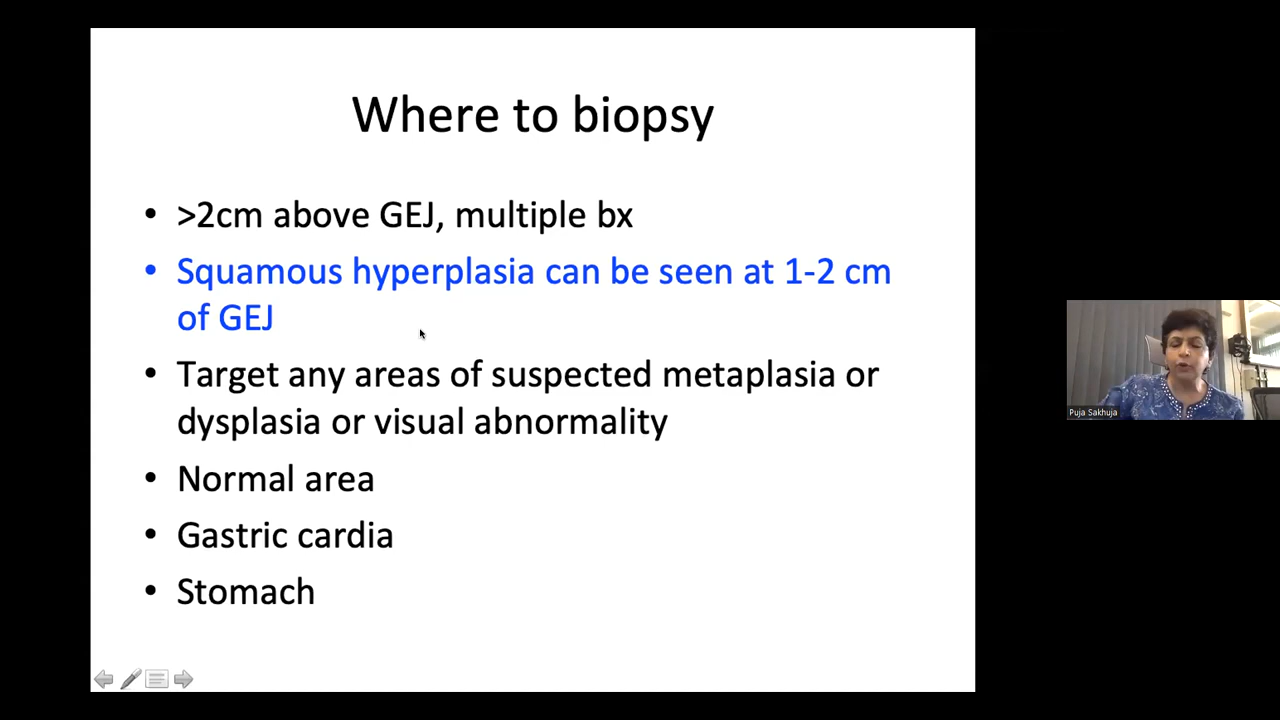 Where to biopsy
• >2cm above GEJ, multiple bx
• Squamous hyperplasia can be seen at 1-2 cm
of GEJ
• Target any areas of suspected metaplasia or
dysplasia or visual abnormality
• Normal area
• Gastric cardia
• Stomach
Puja Sakhuja